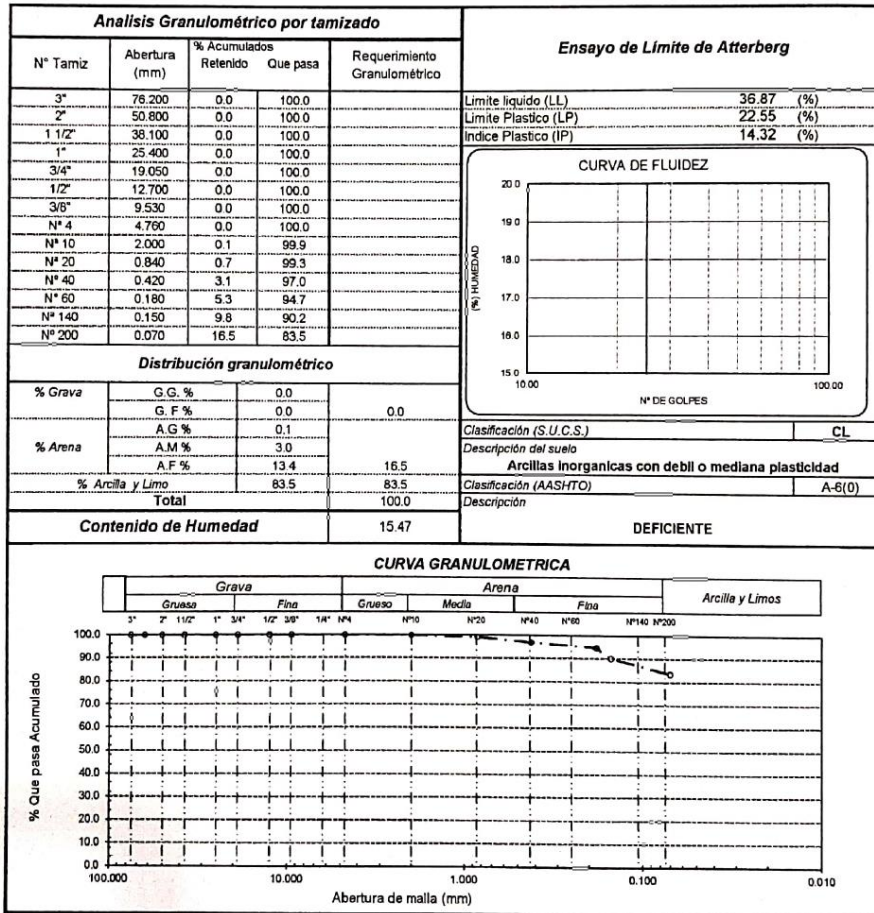 Analisis Granulométrico por tamizado
N° Tamiz Abertura (mm) % Acumulados Retenido Que pasa Requerimiento Granulométrico
3" 76.200 0.0 100.0
2" 50.800 0.0 100.0
1 1/2" 38.100 0.0 100.0
1" 25.400 0.0 100.0
3/4" 19.050 0.0 100.0
1/2" 12.700 0.0 100.0
3/8" 9.530 0.0 100.0
N° 4 4.760 0.0 100.0
Nª 10 2.000 0.1 99.9
Nª 20 0.840 0.7 99.3
N° 40 0.420 3.1 97.0
N° 60 0.180 5.3 94.7
Nª 140 0.150 9.8 90.2
Nº 200 0.070 16.5 83.5
Distribución granulométrico
% Grava G.G. % 0.0
G. F % 0.0 0.0
A.G % 0.1
% Arena A.M % 3.0
A.F % 13.4 16.5
% Arcilla y Limo 83.5 83.5
Total 100.0
Contenido de Humedad 15.47
Ensayo de Límite de Atterberg
Limite liquido (LL) 36.87 (%)
Limite Plastico (LP) 22.55 (%)
Indice Plastico (IP) 14.32 (%)
CURVA DE FLUIDEZ
(%) HUMEDAD
20.0
19.0
18.0
17.0
16.0
15.0
10.00 100.00
N° DE GOLPES
Clasificación (S.U.C.S.) CL
Descripción del suelo
Arcillas inorganicas con debil o mediana plasticidad
Clasificación (AASHTO) A-6(0)
Descripción
DEFICIENTE
CURVA GRANULOMETRICA
Grava Arena Arcilla y Limos
Gruesa Fina Grueso Media Fina
3" 2" 11/2" 1" 3/4" 1/2" 3/8" 1/4" Nº4 Nº10 Nº20 Nº40 Nº60 Nº140 Nº200
% Que pasa Acumulado
100.0
90.0
80.0
70.0
60.0
50.0
40.0
30.0
20.0
10.0
0.0
100.000 10.000 1.000 0.100 0.010
Abertura de malla (mm)